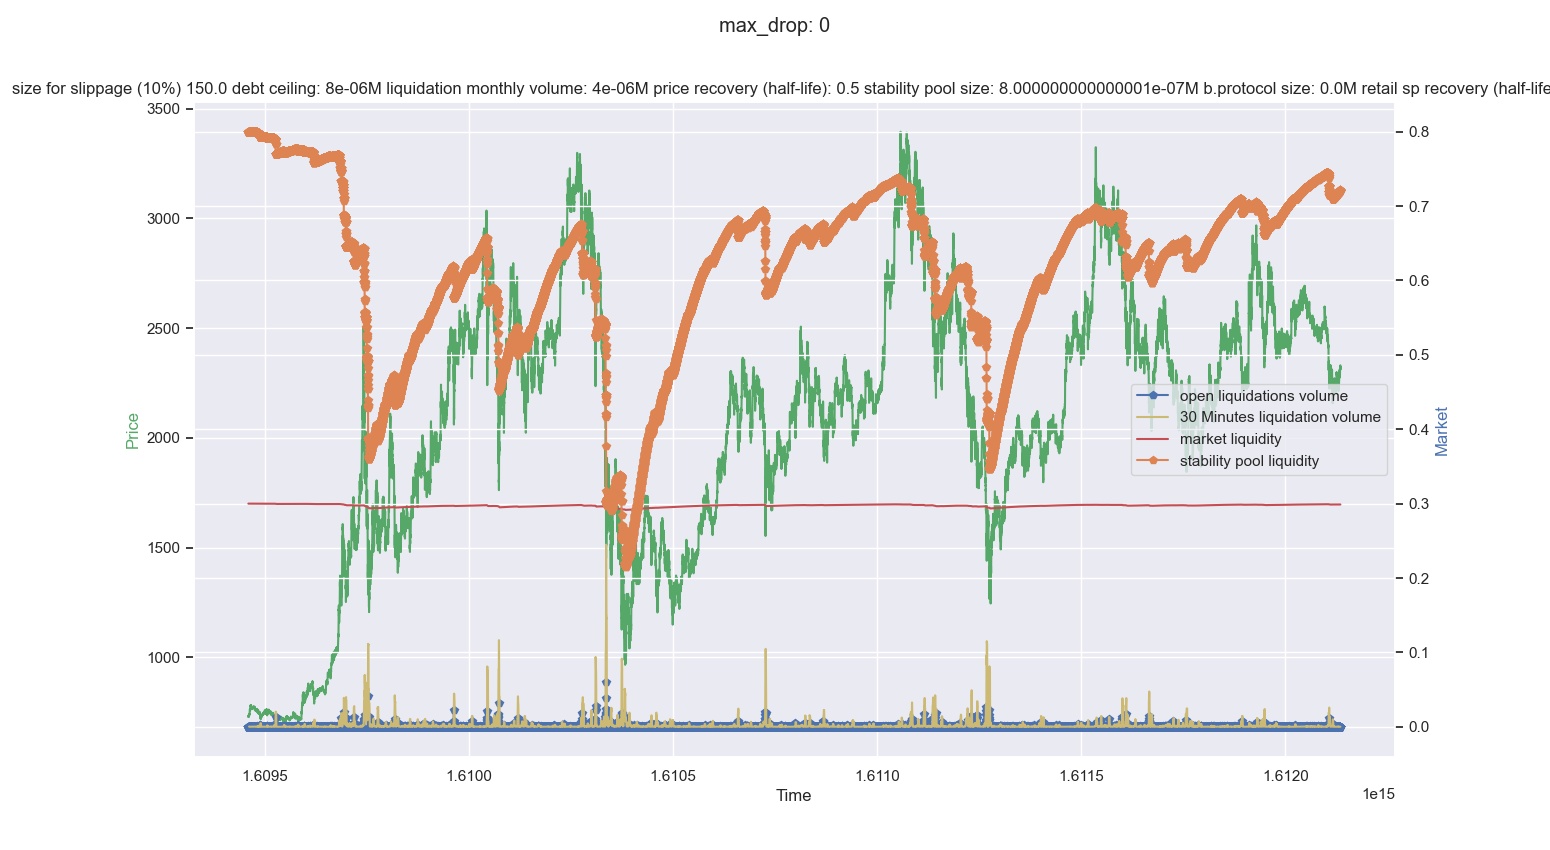 max_drop: 0
size for slippage (10%) 150.0 debt ceiling: 8e-06M liquidation monthly volume: 4e-06M price recovery (half-life): 0.5 stability pool size: 8.000000000000001e-07M b.protocol size: 0.0M retail sp recovery (half-life
3500
3000
2500
2000
1500
1000
Price
0.8
0.7
0.6
0.5
0.4
0.3
0.2
0.1
0.0
Market
open liquidations volume
30 Minutes liquidation volume
market liquidity
stability pool liquidity
1.6095 1.6100 1.6105 1.6110 1.6115 1.6120
Time
1e15